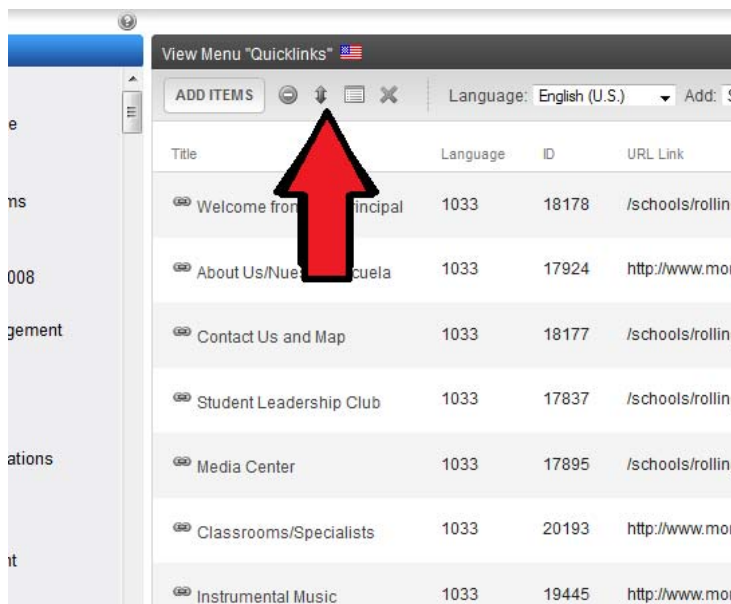 View Menu "Quicklinks"
ADD ITEMS Language: English (U.S.) Add:
Title Language ID URL Link
e
Welcome from 1033 18178 /schools/rollin
ms
About Us/Nues cuela 1033 17924 http://www.mo
008
gement
Contact Us and Map 1033 18177 /schools/rollin
Student Leadership Club 1033 17837 /schools/rollin
ations
Media Center 1033 17895 /schools/rollin
Classrooms/Specialists 1033 20193 http://www.mo
nt
Instrumental Music 1033 19445 http://www.mo